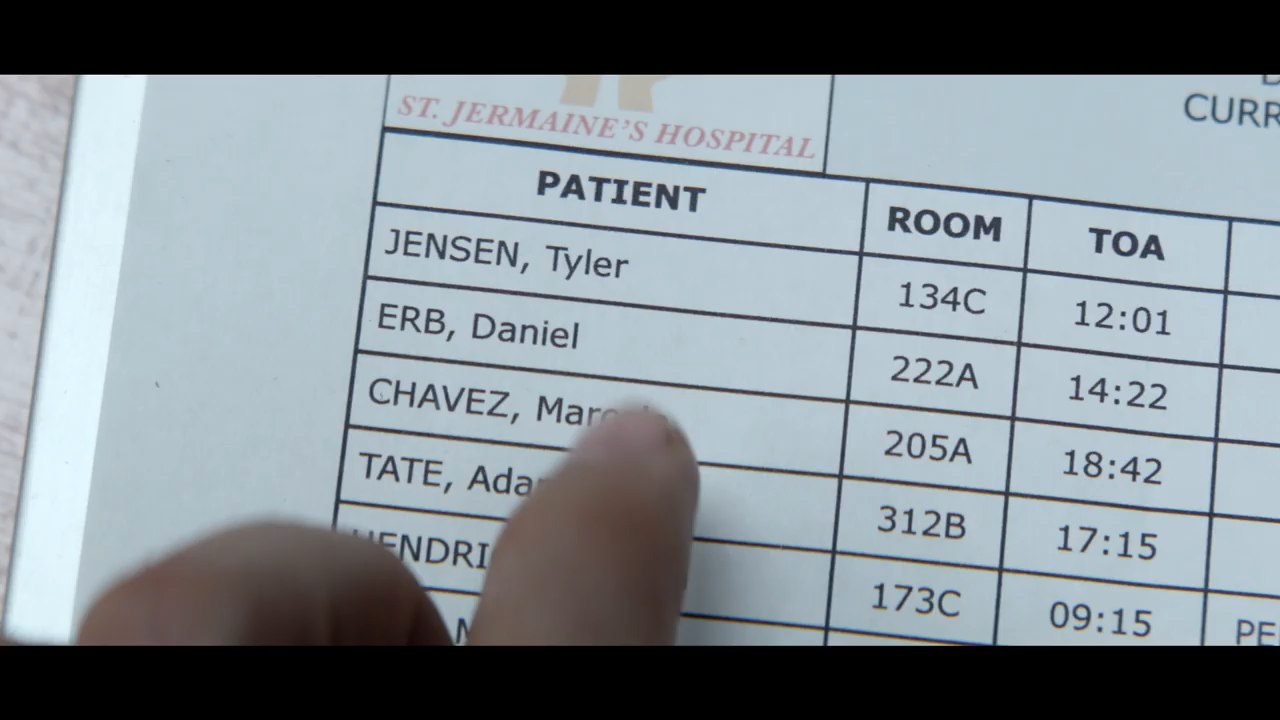 ST. JERMAINE'S HOSPITAL
CURR
PATIENT ROOM TOA
JENSEN, Tyler 134C 12:01
ERB, Daniel 222A 14:22
CHAVEZ, 205A 18:42
TATE, 312B 17:15
173C 09:15